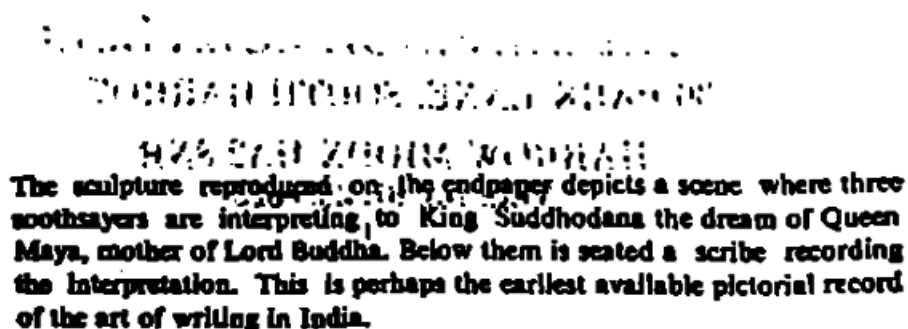 The sculpture reproduced on the endpaper depicts a scene where three
soothsayers are interpreting to King Suddhodana the dream of Queen
Maya, mother of Lord Buddha. Below them is seated a scribe recording
the interpretation. This is perhaps the earliest available pictorial record
of the art of writing in India.